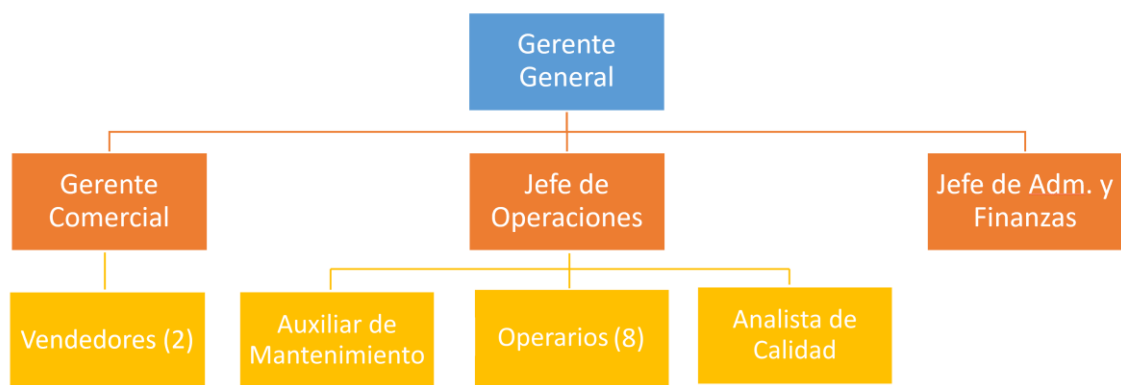 Gerente
General
Gerente
Comercial
Jefe de
Operaciones
Jefe de Adm. y
Finanzas
Vendedores (2)
Auxiliar de
Mantenimiento
Operarios (8)
Analista de
Calidad